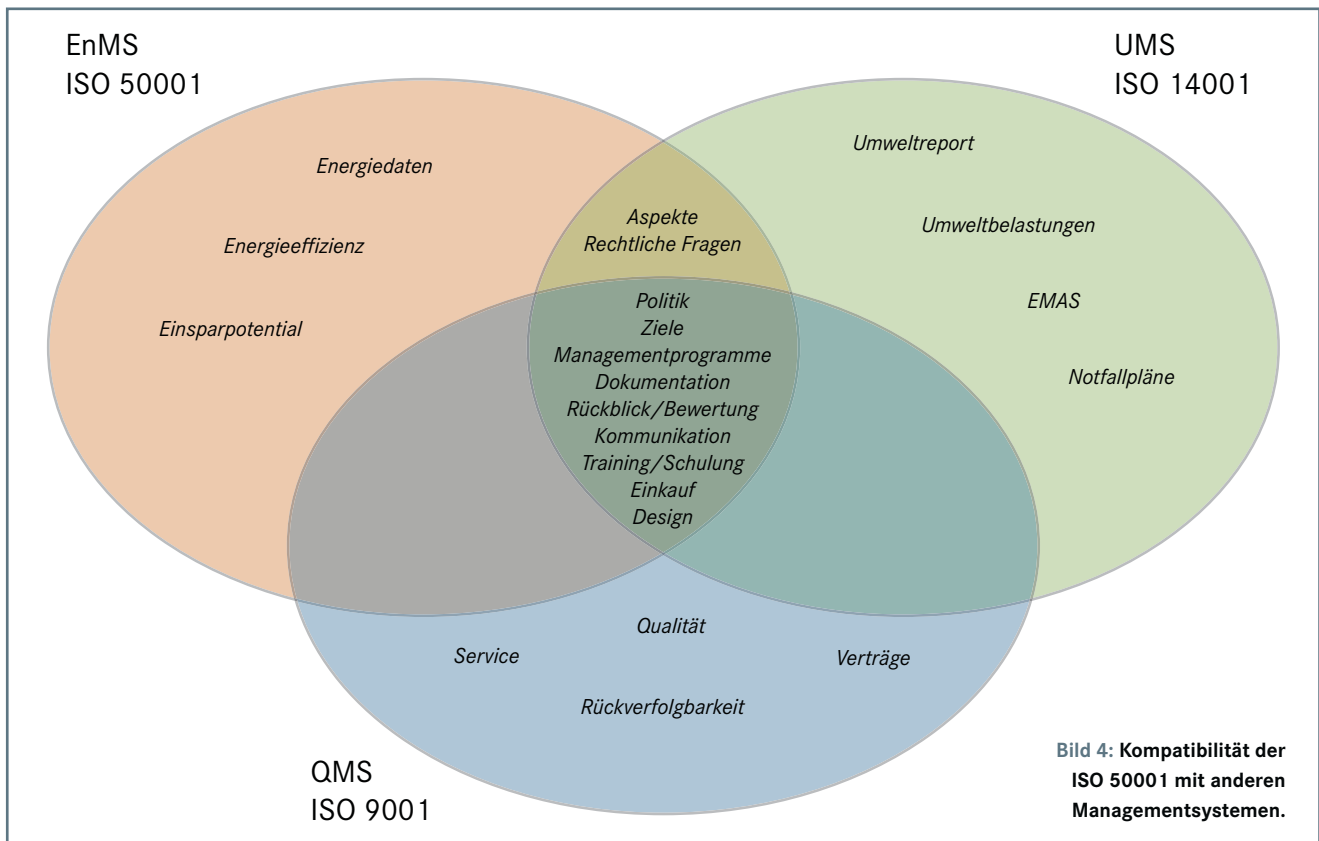 EnMS
ISO 50001
UMS
ISO 14001
Energiedaten
Energieeffizienz
Einsparpotential
Aspekte
Rechtliche Fragen
Umweltreport
Umweltbelastungen
EMAS
Notfallpläne
Politik
Ziele
Managementprogramme
Dokumentation
Rückblick/Bewertung
Kommunikation
Training/Schulung
Einkauf
Design
Qualität
Service
Verträge
Rückverfolgbarkeit
QMS
ISO 9001
Bild 4: Kompatibilität der
ISO 50001 mit anderen
Managementsystemen.